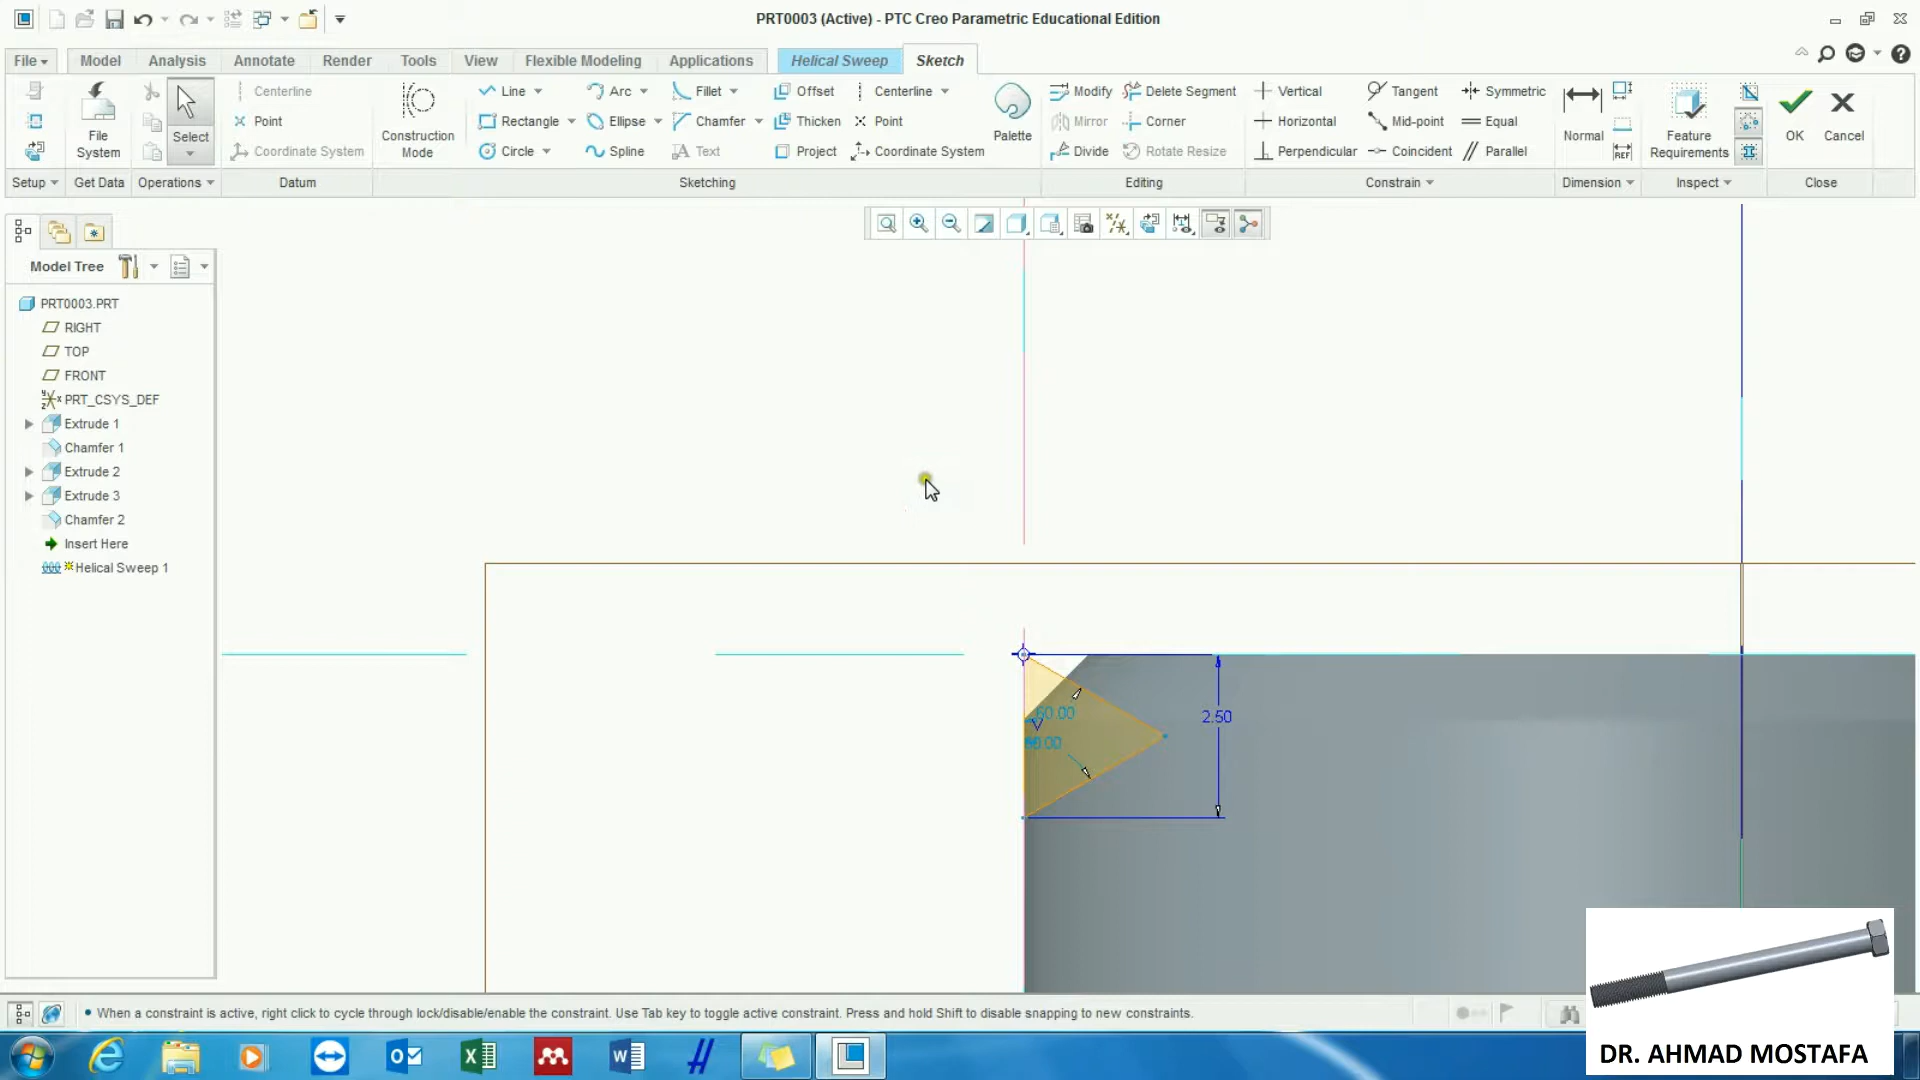 PRT0003 (Active) - PTC Creo Parametric Educational Edition
File Model Analysis Annotate Render Tools View Flexible Modeling Applications Helical Sweep Sketch
Centerline Line Arc Fillet Offset Centerline Modify Delete Segment Vertical Tangent Symmetric
Point Rectangle Ellipse Chamfer Thicken Point Mirror Corner Horizontal Mid-point Equal
File System Select Coordinate System Construction Mode Circle Spline Text Project Coordinate System Palette Divide Rotate Resize Perpendicular Coincident Parallel Normal REF Feature Requirements OK Cancel
Setup Get Data Operations Datum Sketching Editing Constrain Dimension Inspect Close
Model Tree
PRT0003.PRT
RIGHT
TOP
FRONT
PRT_CSYS_DEF
Extrude 1
Chamfer 1
Extrude 2
Extrude 3
Chamfer 2
Insert Here
Helical Sweep 1
60.00
2.50
• When a constraint is active, right click to cycle through lock/disable/enable the constraint. Use Tab key to toggle active constraint. Press and hold Shift to disable snapping to new constraints.
DR. AHMAD MOSTAFA